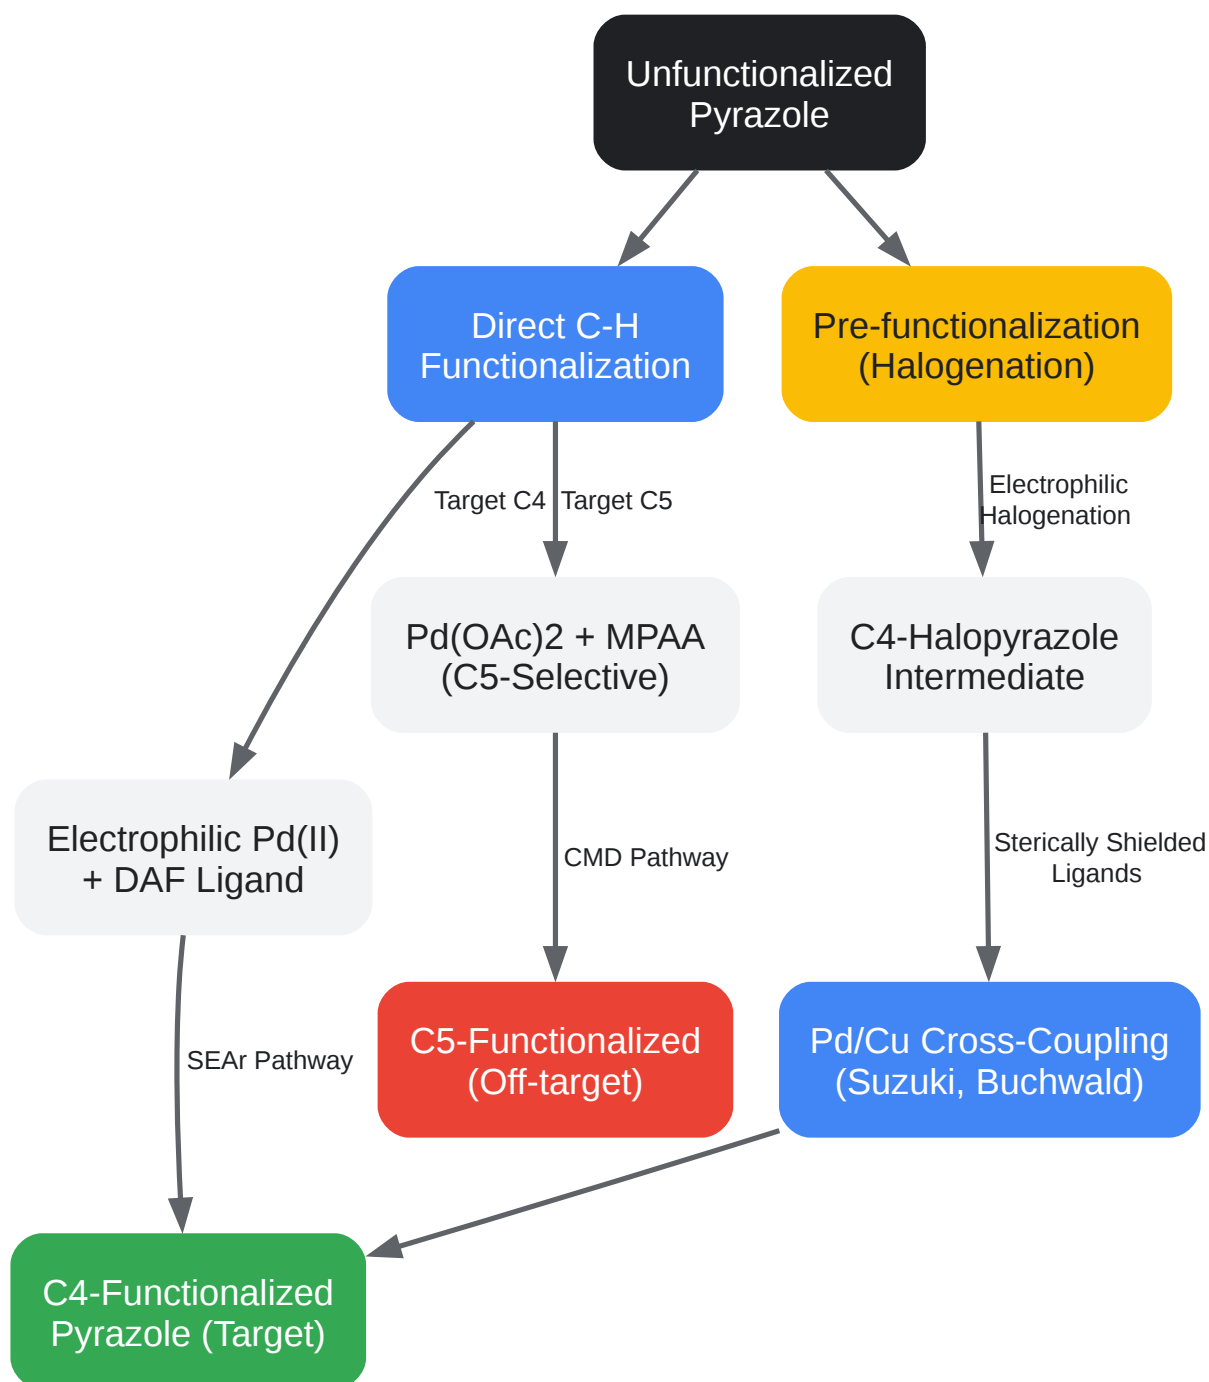 Unfunctionalized
Pyrazole
Direct C-H
Functionalization
Pre-functionalization
(Halogenation)
Target C4
Target C5
Electrophilic
Halogenation
Pd(OAc)2 + MPAA
(C5-Selective)
C4-Halopyrazole
Intermediate
Electrophilic Pd(II)
+ DAF Ligand
CMD Pathway
Sterically Shielded
Ligands
SEAr Pathway
C5-Functionalized
(Off-target)
Pd/Cu Cross-Coupling
(Suzuki, Buchwald)
C4-Functionalized
Pyrazole (Target)